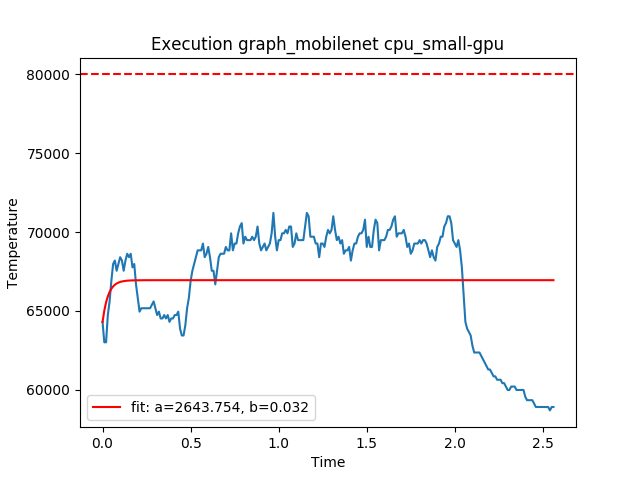 Execution graph_mobilenet cpu_small-gpu
80000
75000
70000
65000
60000
Temperature
fit: a=2643.754, b=0.032
0.0 0.5 1.0 1.5 2.0 2.5
Time